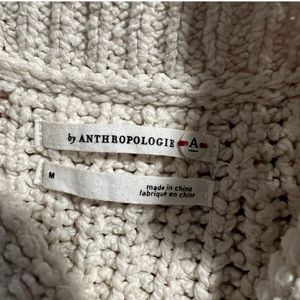 by ANTHROPOLOGIE A
M
made in china
fabriqué en chine